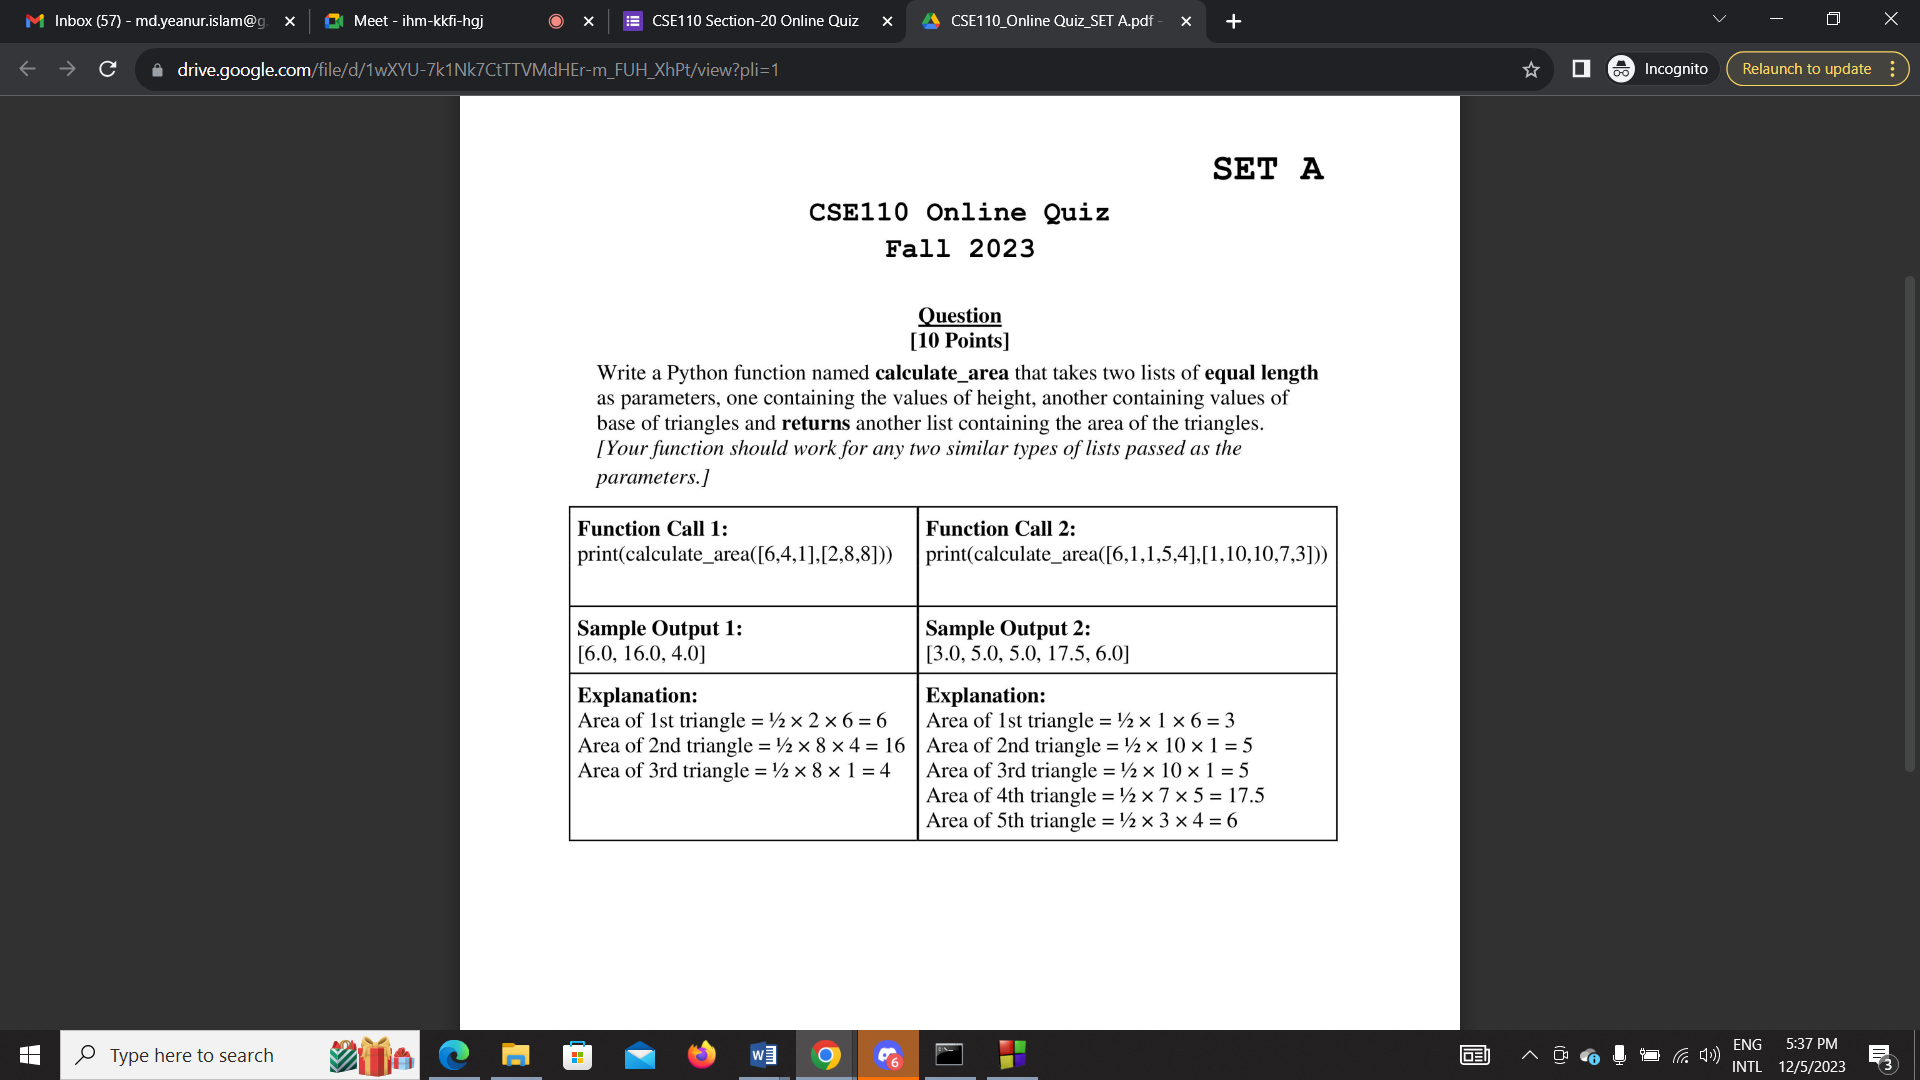 Inbox (57) - md.yeanur.islam@g
Meet - ihm-kkfi-hgj
CSE110 Section-20 Online Quiz
CSE110_Online Quiz_SET A.pdf -
drive.google.com/file/d/1wXYU-7k1Nk7CtTTVMdHEr-m_FUH_XhPt/view?pli=1
Incognito
Relaunch to update
SET A
CSE110 Online Quiz
Fall 2023
Question
[10 Points]
Write a Python function named calculate_area that takes two lists of equal length
as parameters, one containing the values of height, another containing values of
base of triangles and returns another list containing the area of the triangles.
[Your function should work for any two similar types of lists passed as the
parameters.]
Function Call 1:
print(calculate_area([6,4,1],[2,8,8]))
Function Call 2:
print(calculate_area([6,1,1,5,4],[1,10,10,7,3]))
Sample Output 1:
[6.0, 16.0, 4.0]
Sample Output 2:
[3.0, 5.0, 5.0, 17.5, 6.0]
Explanation:
Area of 1st triangle = ½ × 2 × 6 = 6
Area of 2nd triangle = ½ × 8 × 4 = 16
Area of 3rd triangle = ½ × 8 × 1 = 4
Explanation:
Area of 1st triangle = ½ × 1 × 6 = 3
Area of 2nd triangle = ½ × 10 × 1 = 5
Area of 3rd triangle = ½ × 10 × 1 = 5
Area of 4th triangle = ½ × 7 × 5 = 17.5
Area of 5th triangle = ½ × 3 × 4 = 6
Type here to search
6
ENG
INTL
5:37 PM
12/5/2023
3